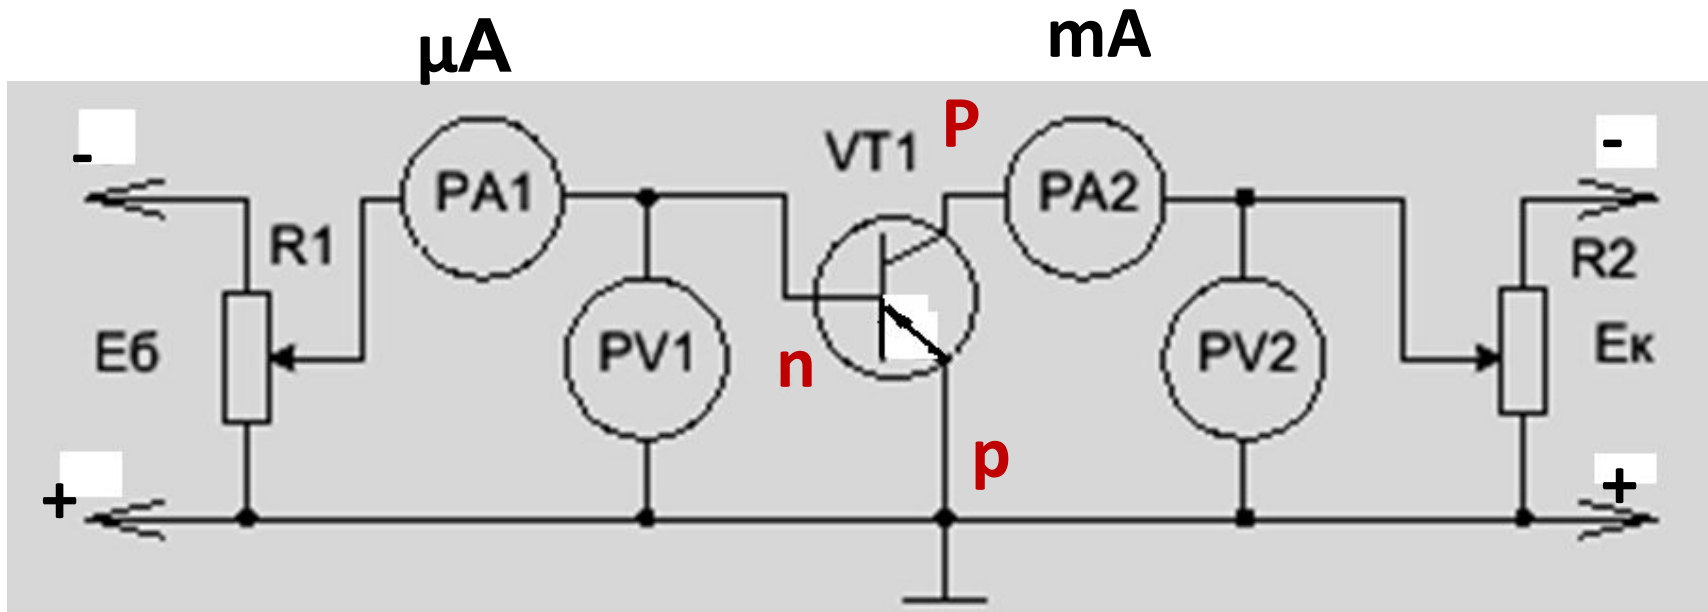 μA
mA
-
P
-
VT1
PA1
PA2
R1
R2
Eб
PV1
n
PV2
Eк
p
+
+